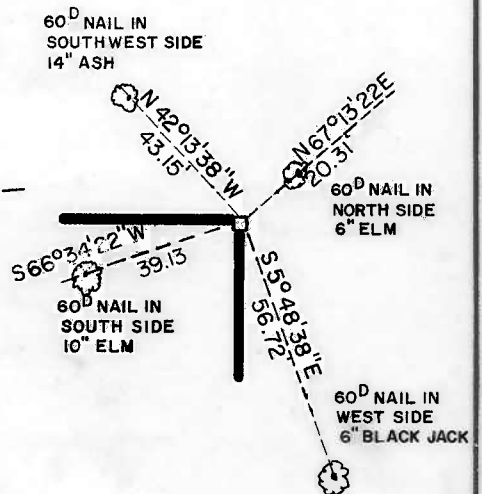 60ᴰ NAIL IN
SOUTHWEST SIDE
14" ASH
N 42°13'38" W
43.15'
N 67°13'22E
20.31
60ᴰ NAIL IN
NORTH SIDE
6" ELM
S66°34'22"W
39.13
60ᴰ NAIL IN
SOUTH SIDE
10" ELM
S 5°48'38"E
56.72
60ᴰ NAIL IN
WEST SIDE
6" BLACK JACK